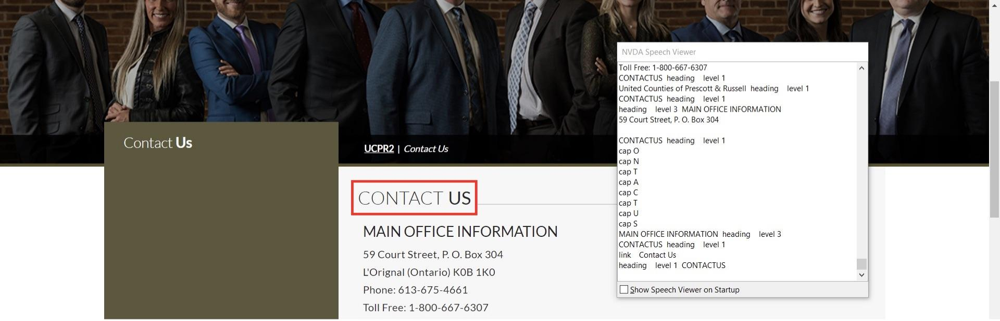 Contact Us
UCPR2 | Contact Us
CONTACT US
MAIN OFFICE INFORMATION
59 Court Street, P. O. Box 304
L'Orignal (Ontario) K0B 1K0
Phone: 613-675-4661
Toll Free: 1-800-667-6307
NVDA Speech Viewer
Toll Free: 1-800-667-6307
CONTACTUS heading level 1
United Counties of Prescott & Russell heading level 1
CONTACTUS heading level 1
heading level 3 MAIN OFFICE INFORMATION
59 Court Street, P. O. Box 304
CONTACTUS heading level 1
cap O
cap N
cap T
cap A
cap C
cap T
cap U
cap S
MAIN OFFICE INFORMATION heading level 3
CONTACTUS heading level 1
link Contact Us
heading level 1 CONTACTUS
Show Speech Viewer on Startup